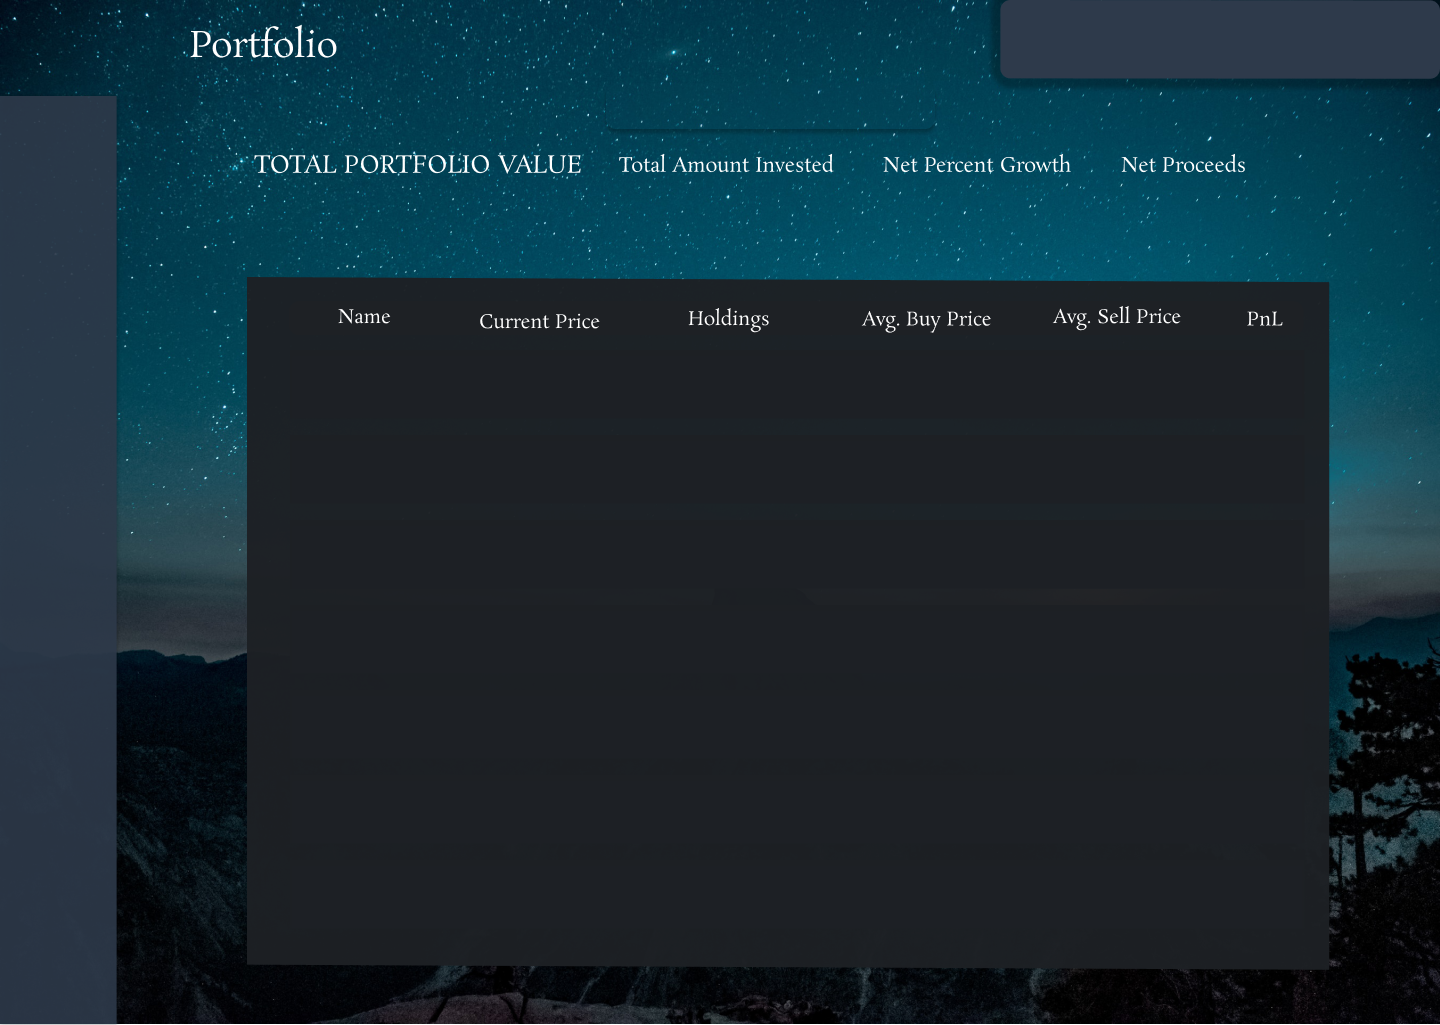 Portfolio
TOTAL PORTFOLIO VALUE Total Amount Invested Net Percent Growth Net Proceeds
Name Current Price Holdings Avg. Buy Price Avg. Sell Price PnL